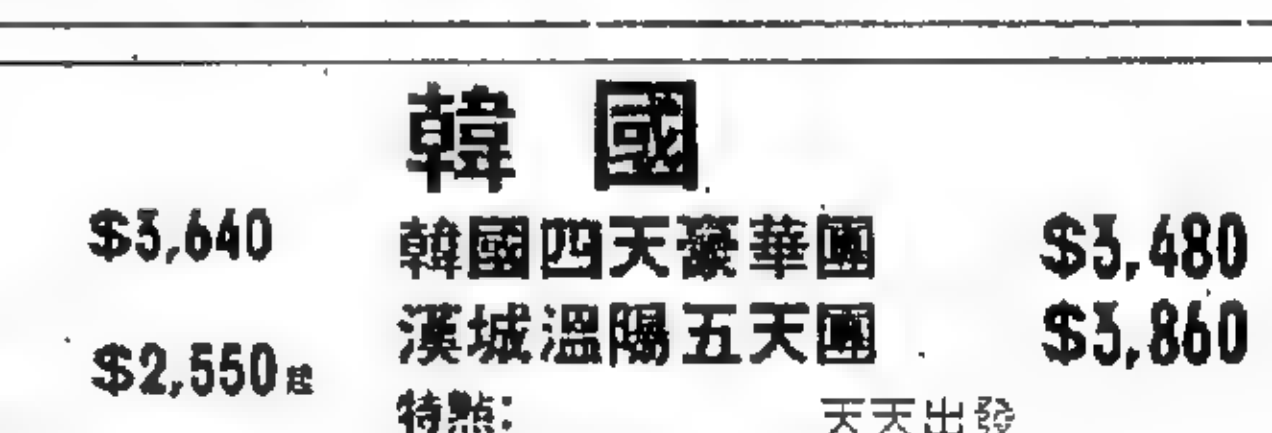 $3,640
$2,550起
韓國
韓國四天豪華團 $3,480
漢城溫陽五天團 $3,860
特點: 天天出發